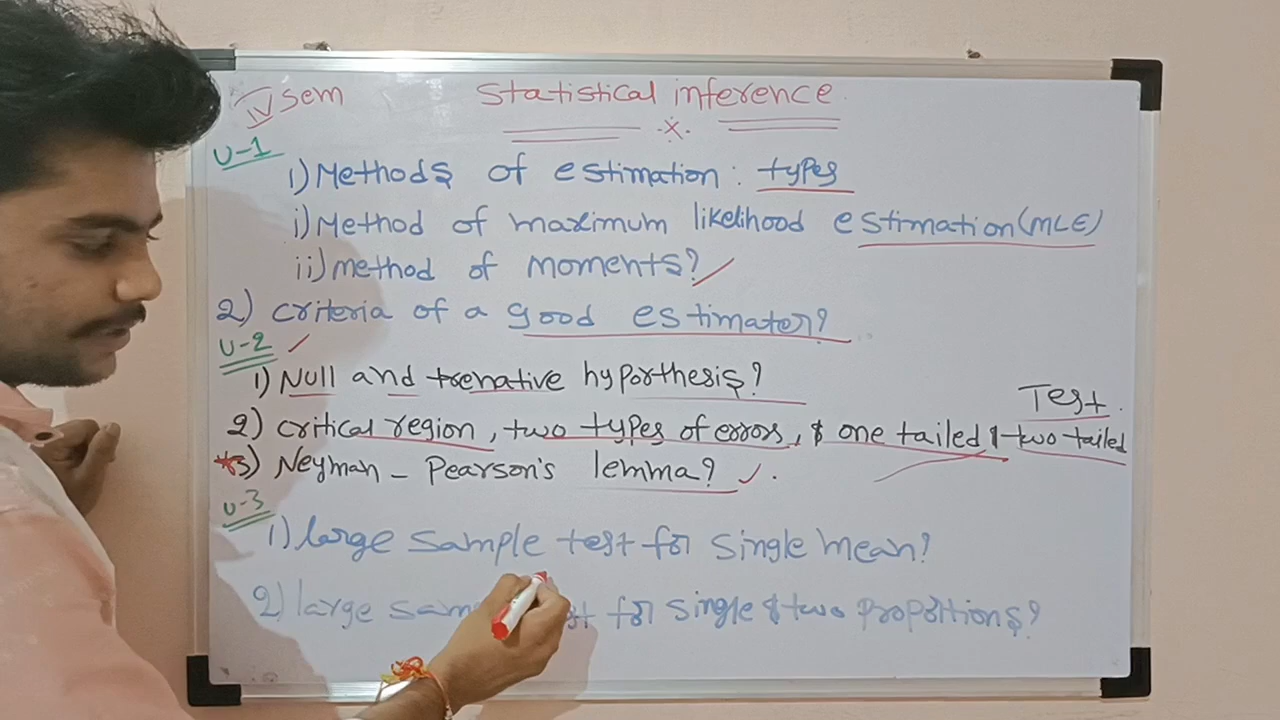 IV Sem
Statistical inference
U-1
1) Methods of estimation: types
i) Method of maximum likelihood estimation (MLE)
ii) method of moments?
2) criteria of a good estimater?
U-2
1) Null and trenative hyporthesis?
Test.
2) critical region, two types of errors, & one tailed & two tailed
*3) Neyman - Pearson's lemma?
U-3
1) large sample test for single mean?
2) large sam st for single & two proportions?